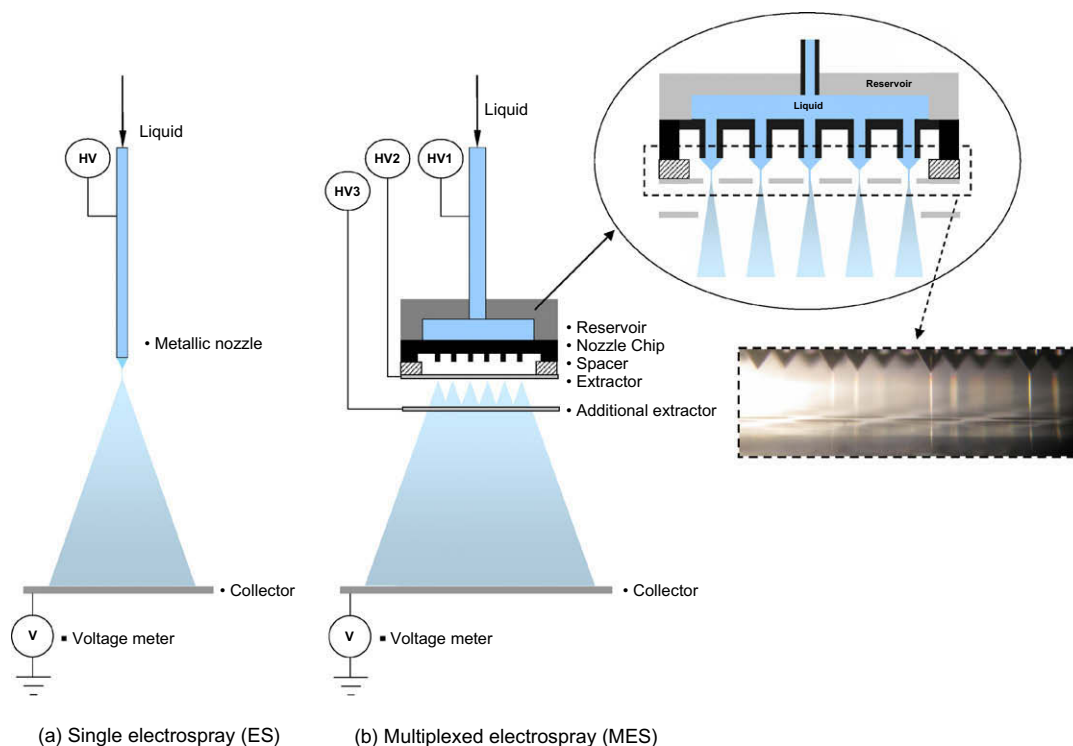 Liquid
HV
• Metallic nozzle
• Collector
V
▪ Voltage meter
(a) Single electrospray (ES)
Liquid
HV1
HV2
HV3
• Reservoir
• Nozzle Chip
• Spacer
• Extractor
• Additional extractor
• Collector
V
▪ Voltage meter
(b) Multiplexed electrospray (MES)
Reservoir
Liquid